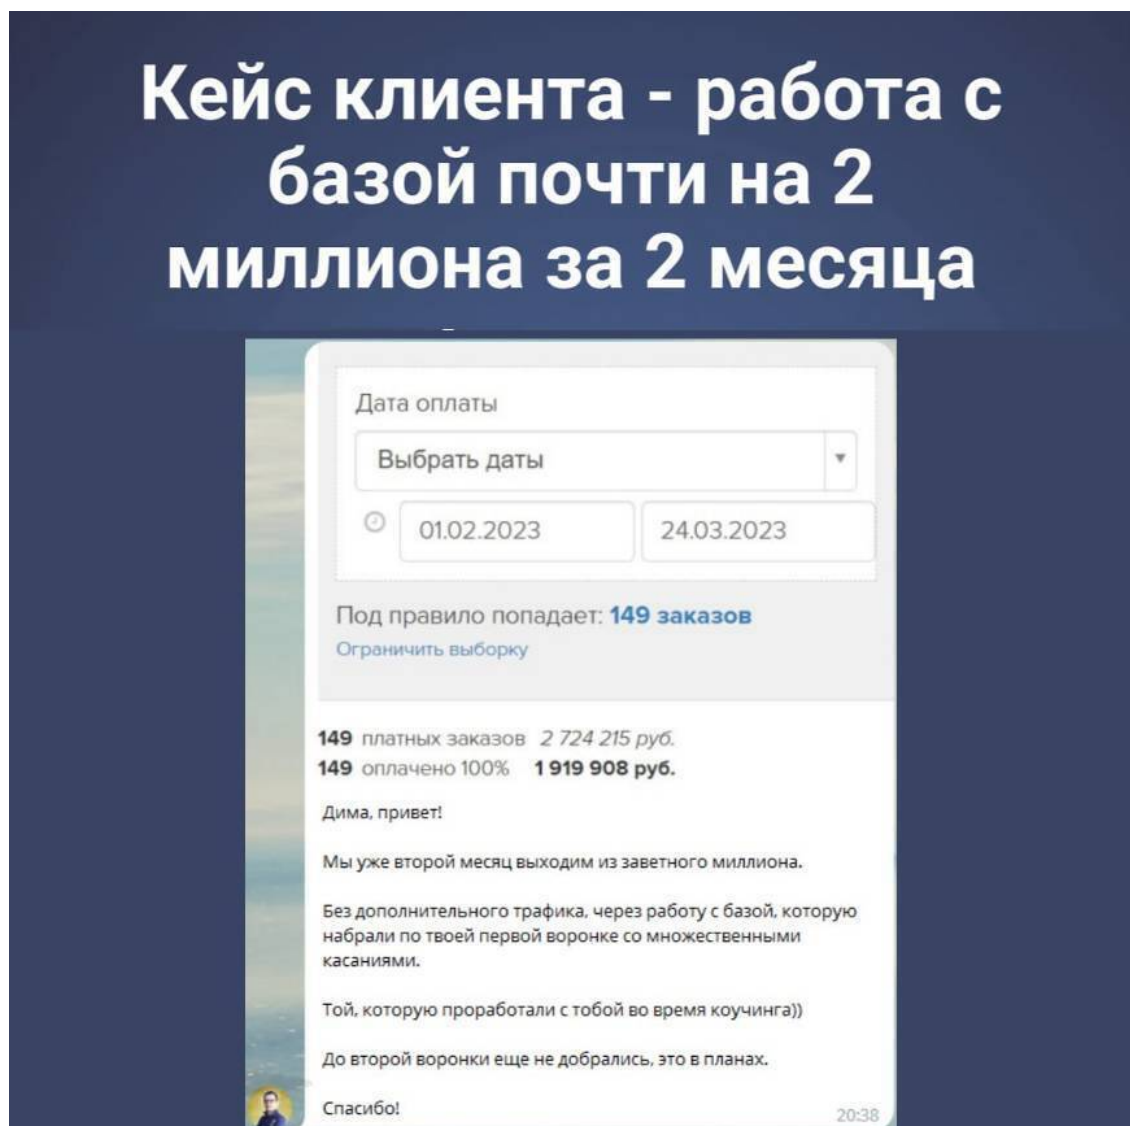 Кейс клиента - работа с
базой почти на 2
миллиона за 2 месяца
Дата оплаты
Выбрать даты
01.02.2023 24.03.2023
Под правило попадает: 149 заказов
Ограничить выборку
149 платных заказов 2 724 215 руб.
149 оплачено 100% 1 919 908 руб.
Дима, привет!
Мы уже второй месяц выходим из заветного миллиона.
Без дополнительного трафика, через работу с базой, которую
набрали по твоей первой воронке со множественными
касаниями.
Той, которую проработали с тобой во время коучинга))
До второй воронки еще не добрались, это в планах.
Спасибо!
20:38